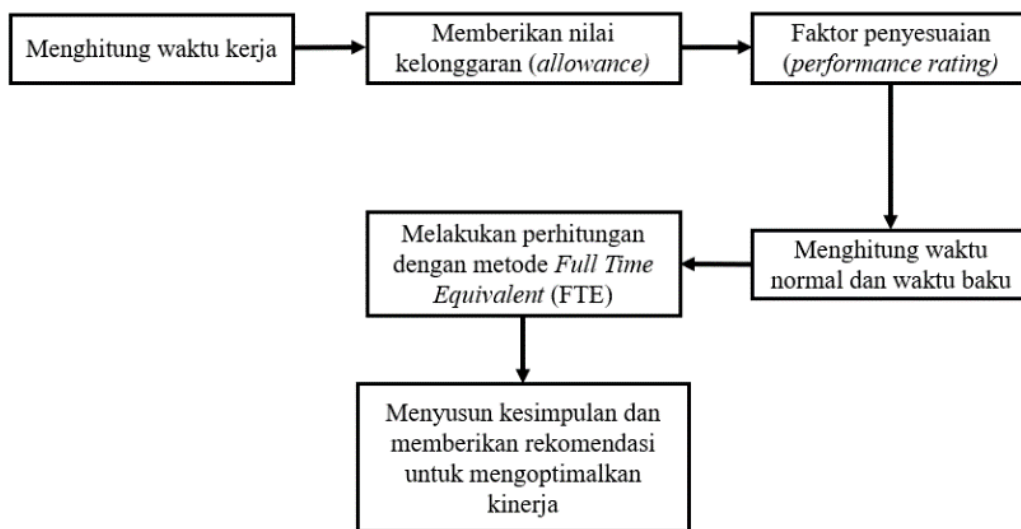 Menghitung waktu kerja
Memberikan nilai
kelonggaran (allowance)
Faktor penyesuaian
(performance rating)
Menghitung waktu
normal dan waktu baku
Melakukan perhitungan
dengan metode Full Time
Equivalent (FTE)
Menyusun kesimpulan dan
memberikan rekomendasi
untuk mengoptimalkan
kinerja